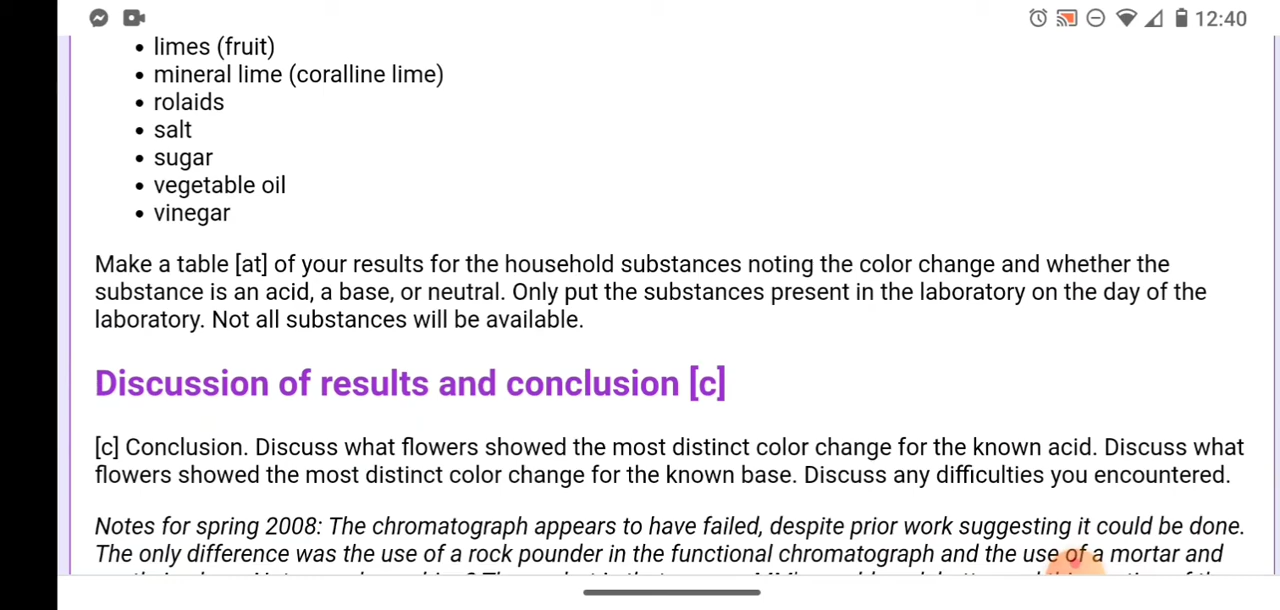 12:40
limes (fruit)
mineral lime (coralline lime)
rolaids
salt
sugar
vegetable oil
vinegar
Make a table [at] of your results for the household substances noting the color change and whether the
substance is an acid, a base, or neutral. Only put the substances present in the laboratory on the day of the
laboratory. Not all substances will be available.
Discussion of results and conclusion [c]
[c] Conclusion. Discuss what flowers showed the most distinct color change for the known acid. Discuss what
flowers showed the most distinct color change for the known base. Discuss any difficulties you encountered.
Notes for spring 2008: The chromatograph appears to have failed, despite prior work suggesting it could be done.
The only difference was the use of a rock pounder in the functional chromatograph and the use of a mortar and